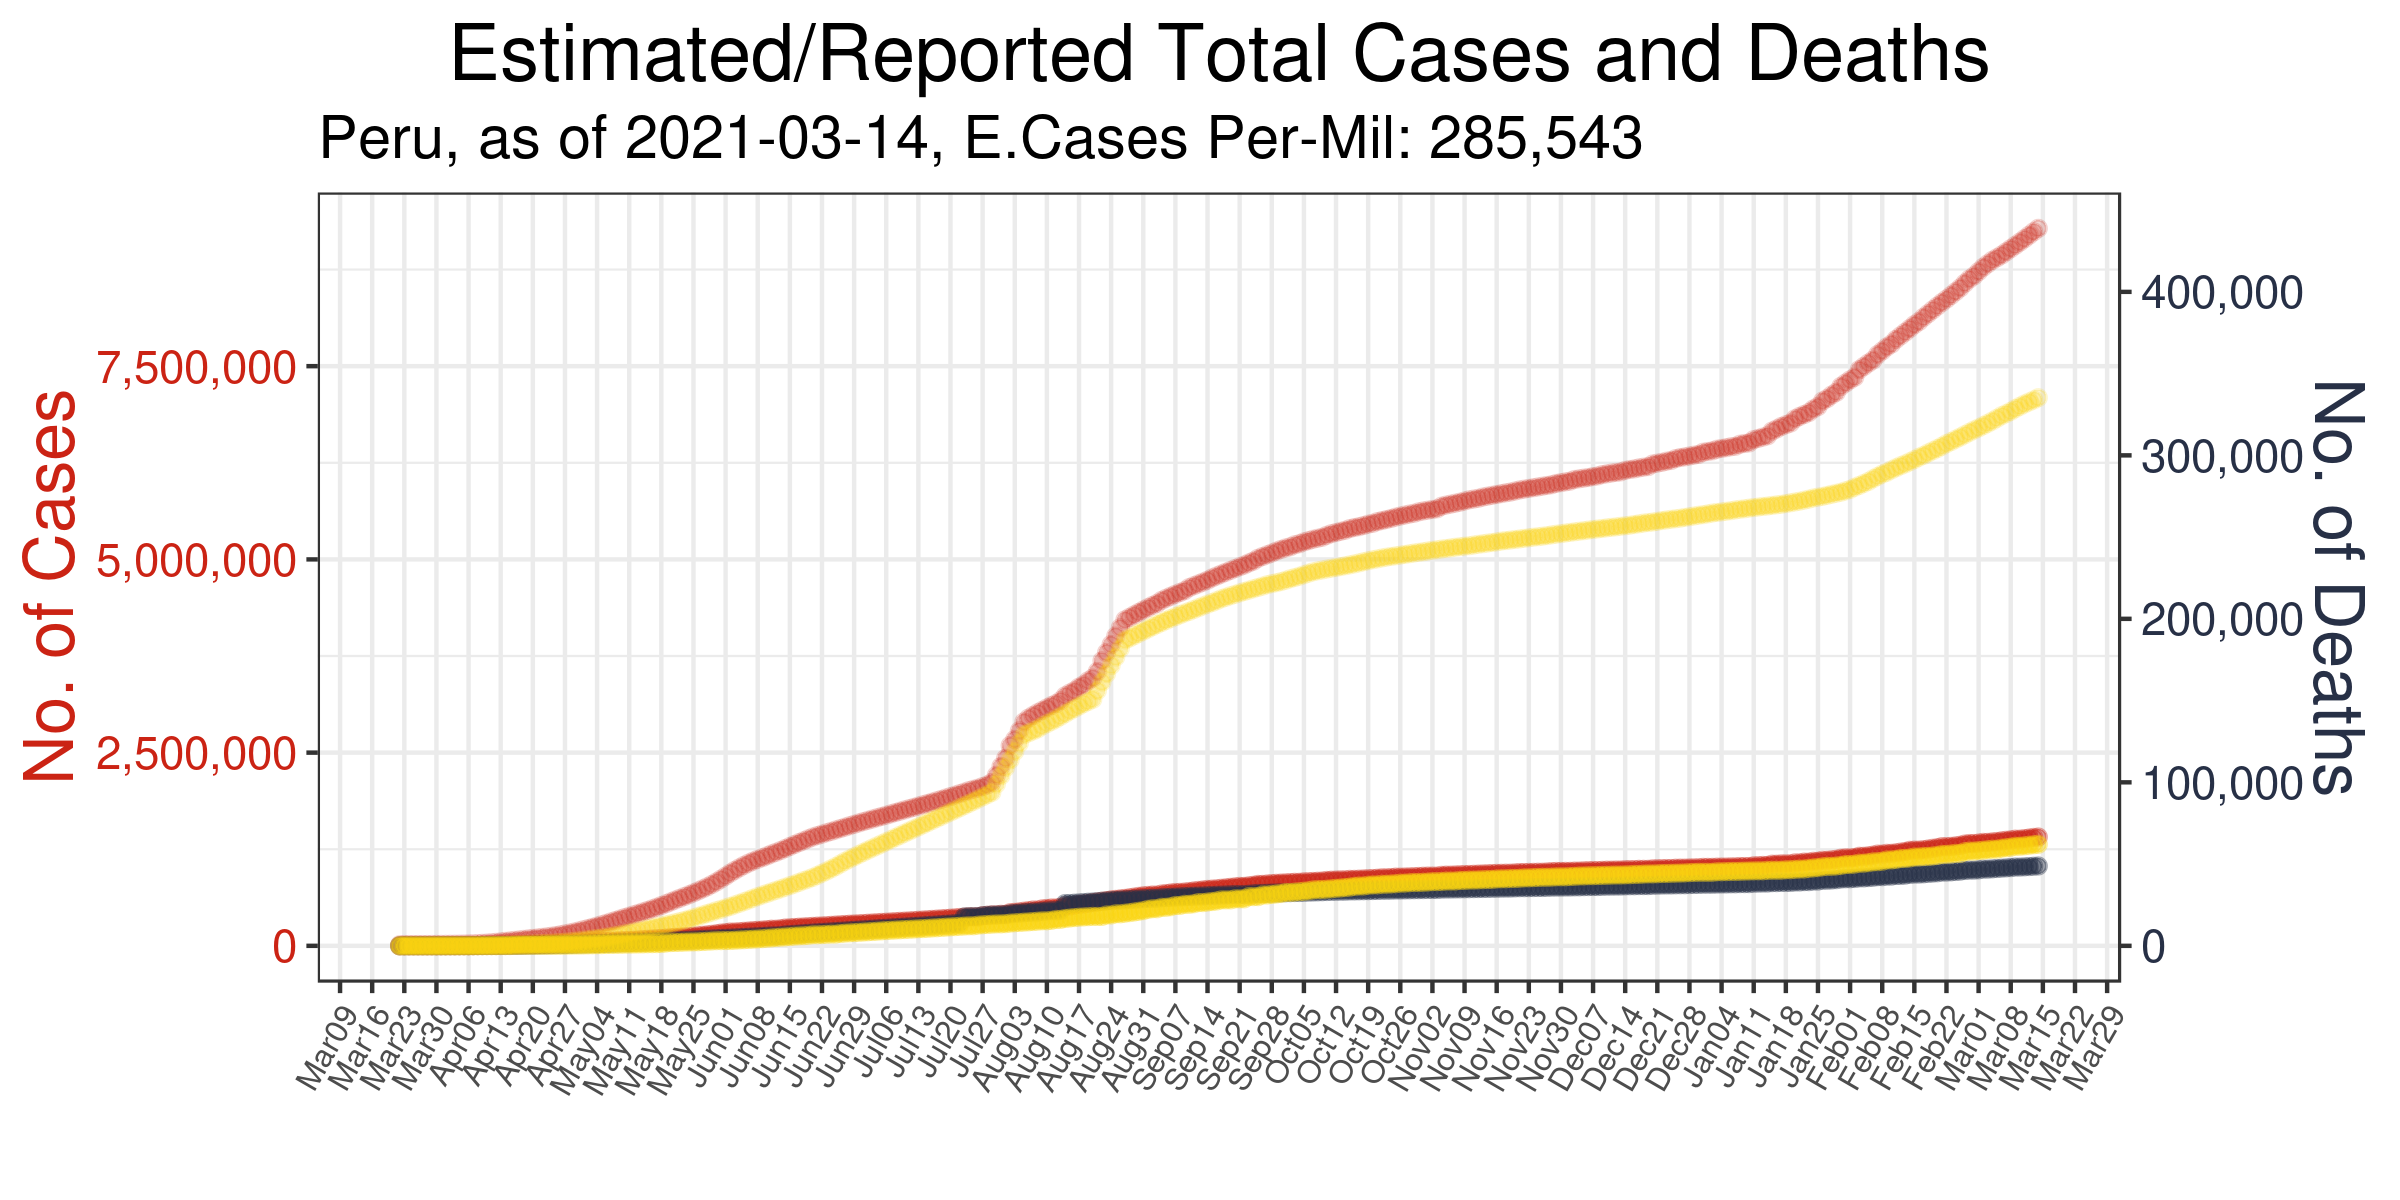 Estimated/Reported Total Cases and Deaths
Peru, as of 2021-03-14, E.Cases Per-Mil: 285,543
No. of Cases
7,500,000
5,000,000
2,500,000
0
400,000
300,000
200,000
100,000
0
No. of Deaths
Mar09
Mar16
Mar23
Mar30
Apr06
Apr13
Apr20
Apr27
May04
May11
May18
May25
Jun01
Jun08
Jun15
Jun22
Jun29
Jul06
Jul13
Jul20
Jul27
Aug03
Aug10
Aug17
Aug24
Aug31
Sep07
Sep14
Sep21
Sep28
Oct05
Oct12
Oct19
Oct26
Nov02
Nov09
Nov16
Nov23
Nov30
Dec07
Dec14
Dec21
Dec28
Jan04
Jan11
Jan18
Jan25
Feb01
Feb08
Feb15
Feb22
Mar01
Mar08
Mar15
Mar22
Mar29